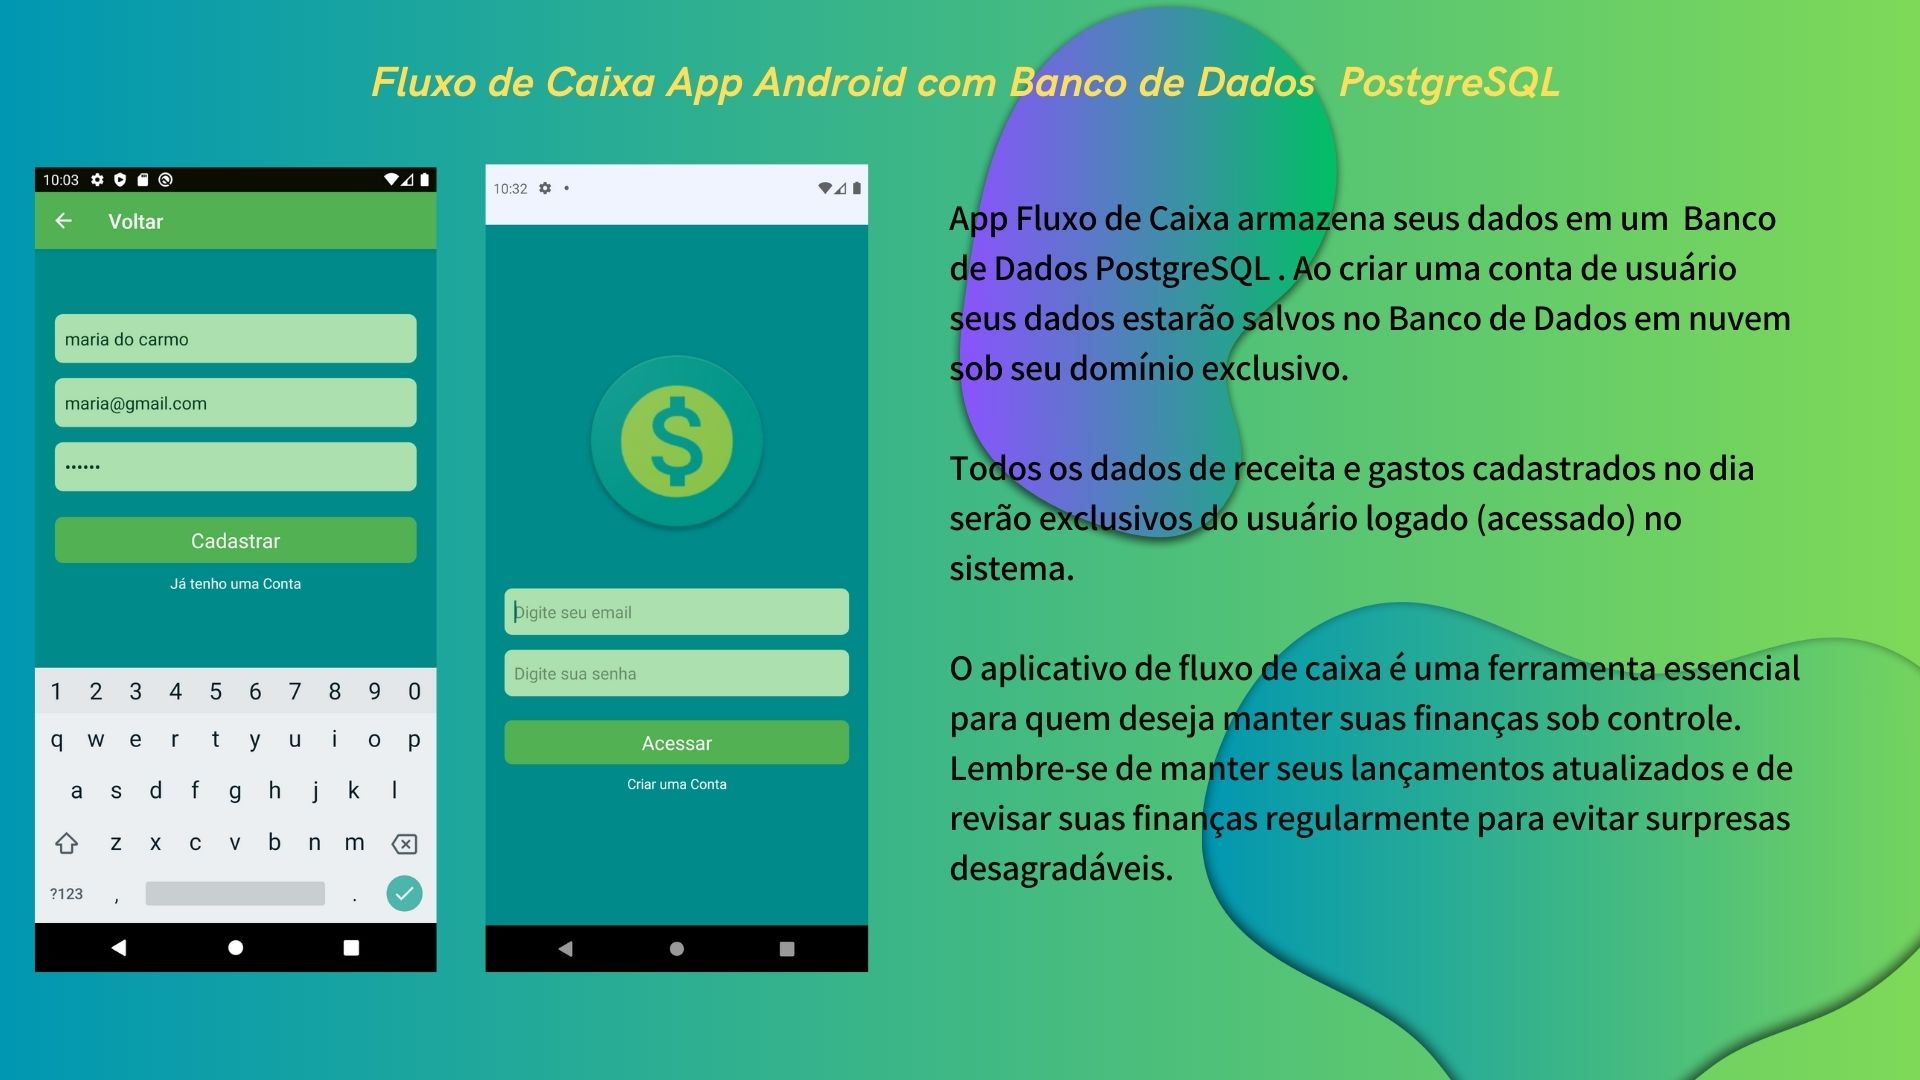 Fluxo de Caixa App Android com Banco de Dados  PostgreSQL
10:03
Voltar
maria do carmo
maria@gmail.com
••••••
Cadastrar
Já tenho uma Conta
1 2 3 4 5 6 7 8 9 0
q w e r t y u i o p
a s d f g h j k l
z x c v b n m
?123 , .
10:32
Digite seu email
Digite sua senha
Acessar
Criar uma Conta
App Fluxo de Caixa armazena seus dados em um  Banco
de Dados PostgreSQL . Ao criar uma conta de usuário
seus dados estarão salvos no Banco de Dados em nuvem
sob seu domínio exclusivo.
Todos os dados de receita e gastos cadastrados no dia
serão exclusivos do usuário logado (acessado) no
sistema.
O aplicativo de fluxo de caixa é uma ferramenta essencial
para quem deseja manter suas finanças sob controle.
Lembre-se de manter seus lançamentos atualizados e de
revisar suas finanças regularmente para evitar surpresas
desagradáveis.